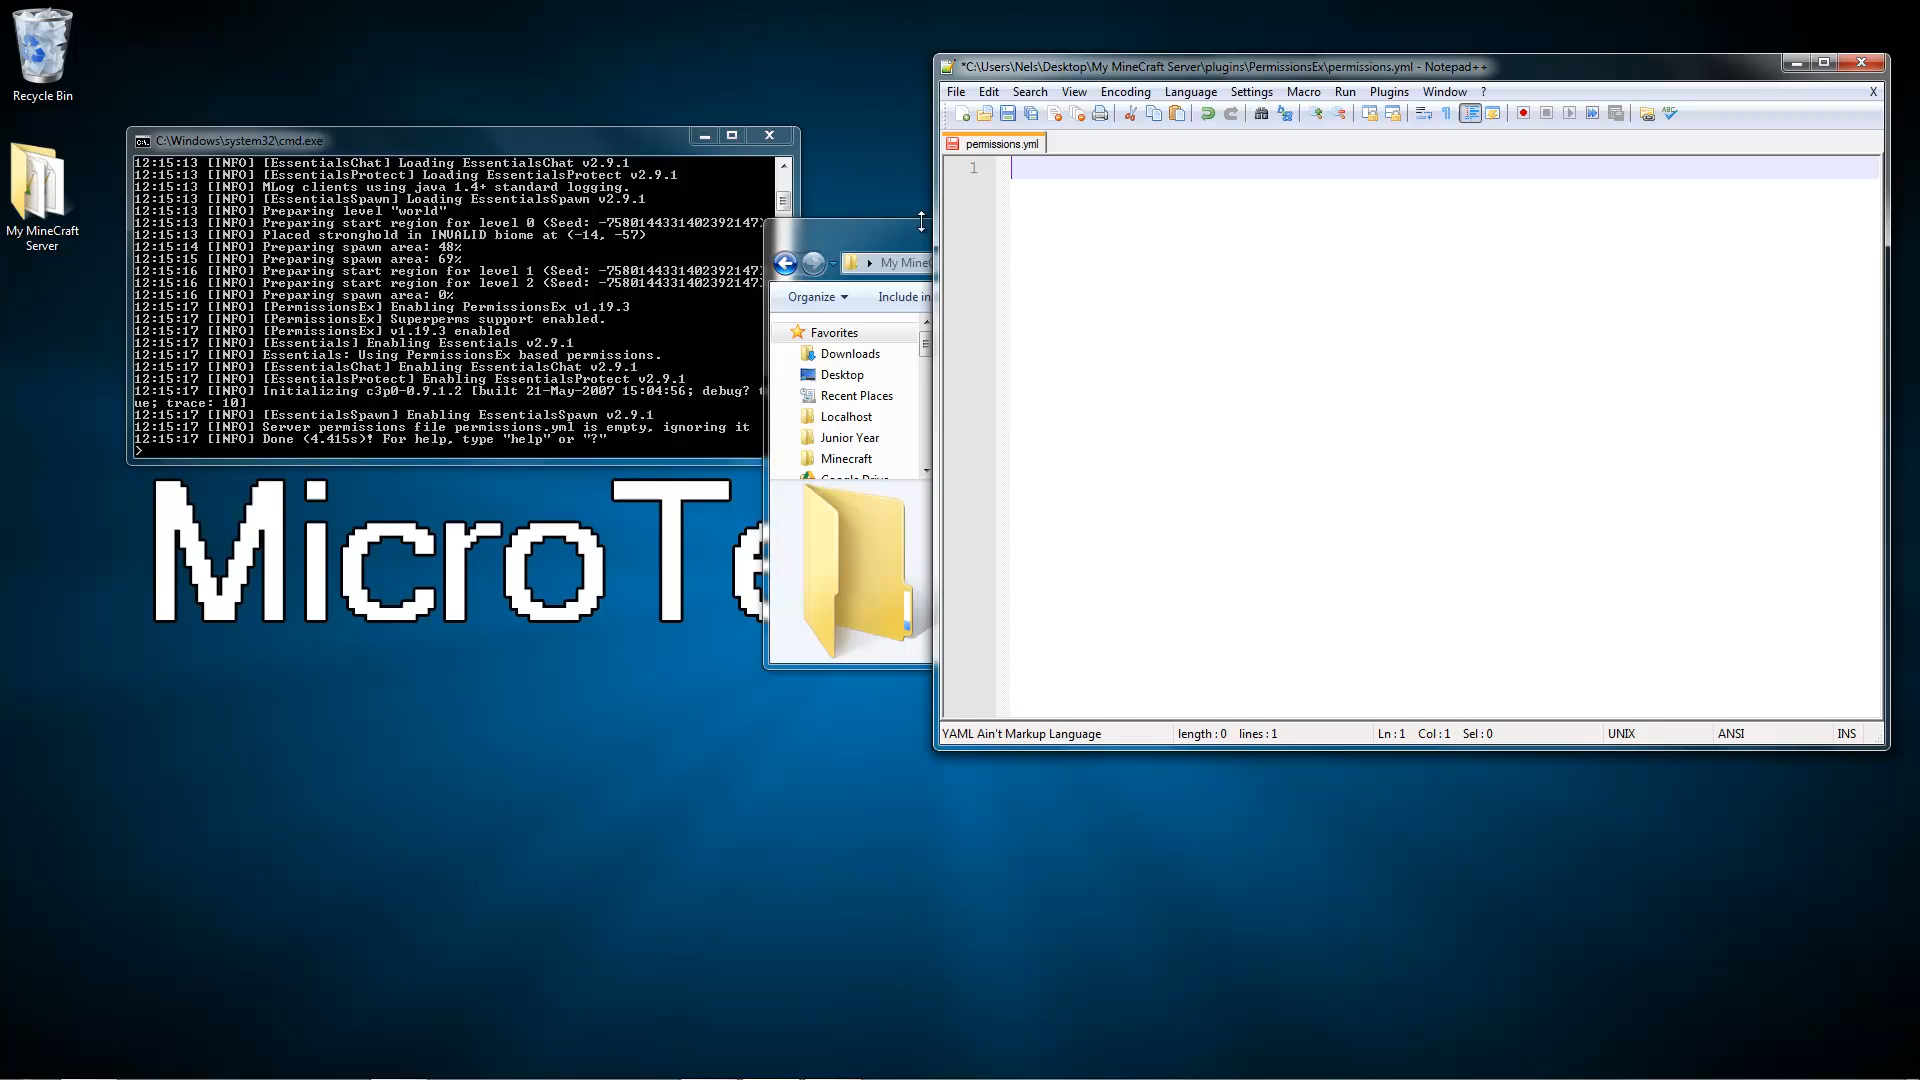 Recycle Bin
My MineCraft
Server
C:\Windows\system32\cmd.exe
12:15:13 [INFO] [EssentialsChat] Loading EssentialsChat v2.9.1
12:15:13 [INFO] [EssentialsProtect] Loading EssentialsProtect v2.9.1
12:15:13 [INFO] MLog clients using java 1.4+ standard logging.
12:15:13 [INFO] [EssentialsSpawn] Loading EssentialsSpawn v2.9.1
12:15:13 [INFO] Preparing level "world"
12:15:13 [INFO] Preparing start region for level 0 (Seed: -7580144331402392147)
12:15:13 [INFO] Placed stronghold in INVALID biome at (-14, -57)
12:15:14 [INFO] Preparing spawn area: 48%
12:15:15 [INFO] Preparing spawn area: 69%
12:15:16 [INFO] Preparing start region for level 1 (Seed: -7580144331402392147)
12:15:16 [INFO] Preparing start region for level 2 (Seed: -7580144331402392147)
12:15:16 [INFO] Preparing spawn area: 0%
12:15:17 [INFO] [PermissionsEx] Enabling PermissionsEx v1.19.3
12:15:17 [INFO] [PermissionsEx] Superperms support enabled.
12:15:17 [INFO] [PermissionsEx] v1.19.3 enabled
12:15:17 [INFO] [Essentials] Enabling Essentials v2.9.1
12:15:17 [INFO] Essentials: Using PermissionsEx based permissions.
12:15:17 [INFO] [EssentialsChat] Enabling EssentialsChat v2.9.1
12:15:17 [INFO] [EssentialsProtect] Enabling EssentialsProtect v2.9.1
12:15:17 [INFO] Initializing c3p0-0.9.1.2 [built 21-May-2007 15:04:56; debug? t
ue; trace: 10]
12:15:17 [INFO] [EssentialsSpawn] Enabling EssentialsSpawn v2.9.1
12:15:17 [INFO] Server permissions file permissions.yml is empty, ignoring it
12:15:17 [INFO] Done (4.415s)! For help, type "help" or "?"
>
MicroTe
My Mine
Organize
Include in
Favorites
Downloads
Desktop
Recent Places
Localhost
Junior Year
Minecraft
Google Drive
*C:\Users\Nels\Desktop\My MineCraft Server\plugins\PermissionsEx\permissions.yml - Notepad++
File Edit Search View Encoding Language Settings Macro Run Plugins Window ? X
permissions.yml
1
YAML Ain't Markup Language length : 0 lines : 1 Ln : 1 Col : 1 Sel : 0 UNIX ANSI INS